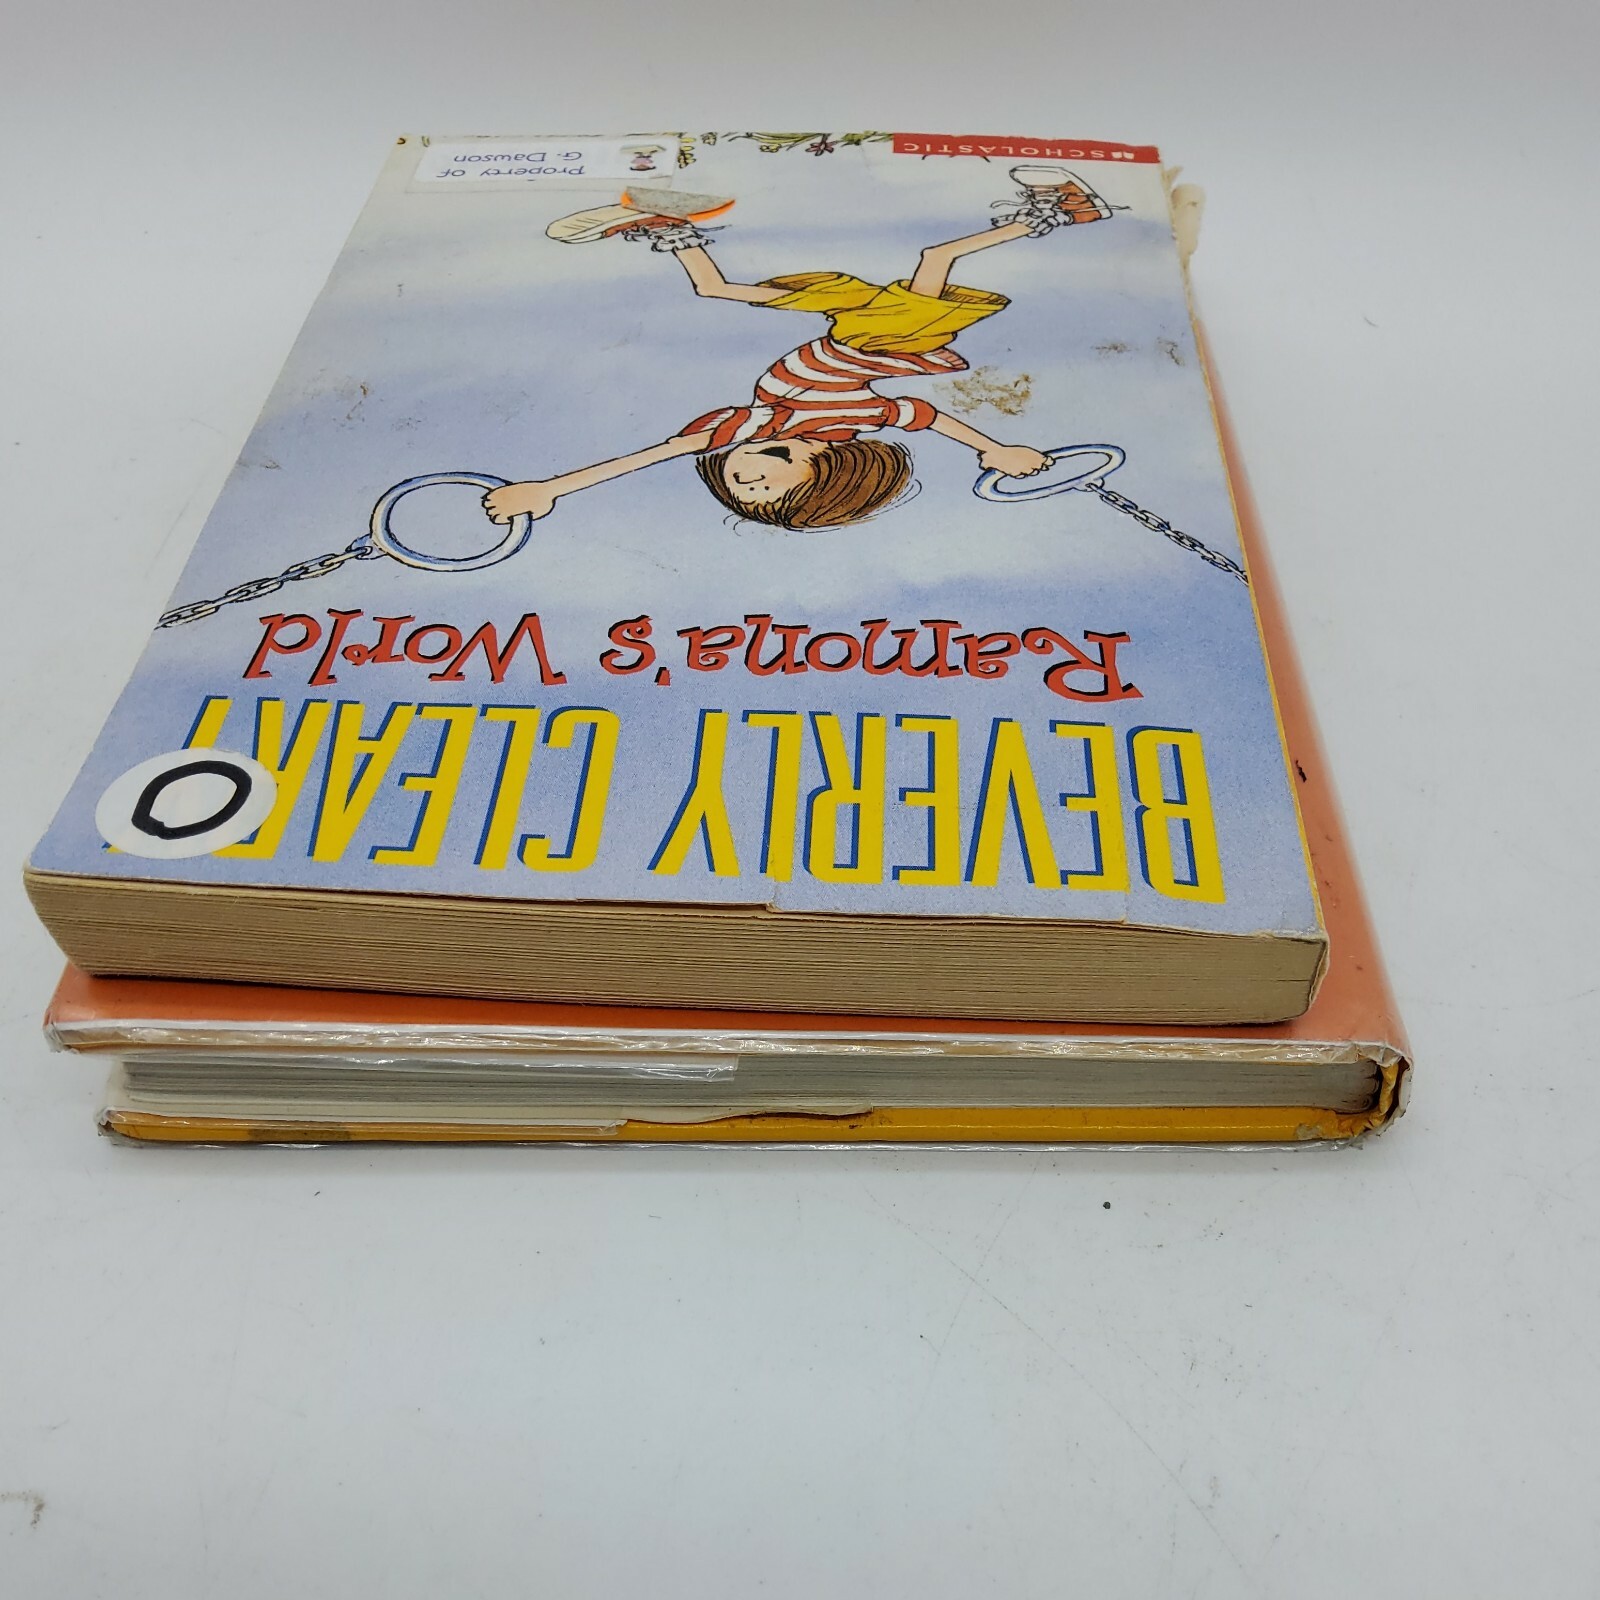 BEVERLY CLEARY
Ramona's World
O
SCHOLASTIC
Property of
G. Dawson